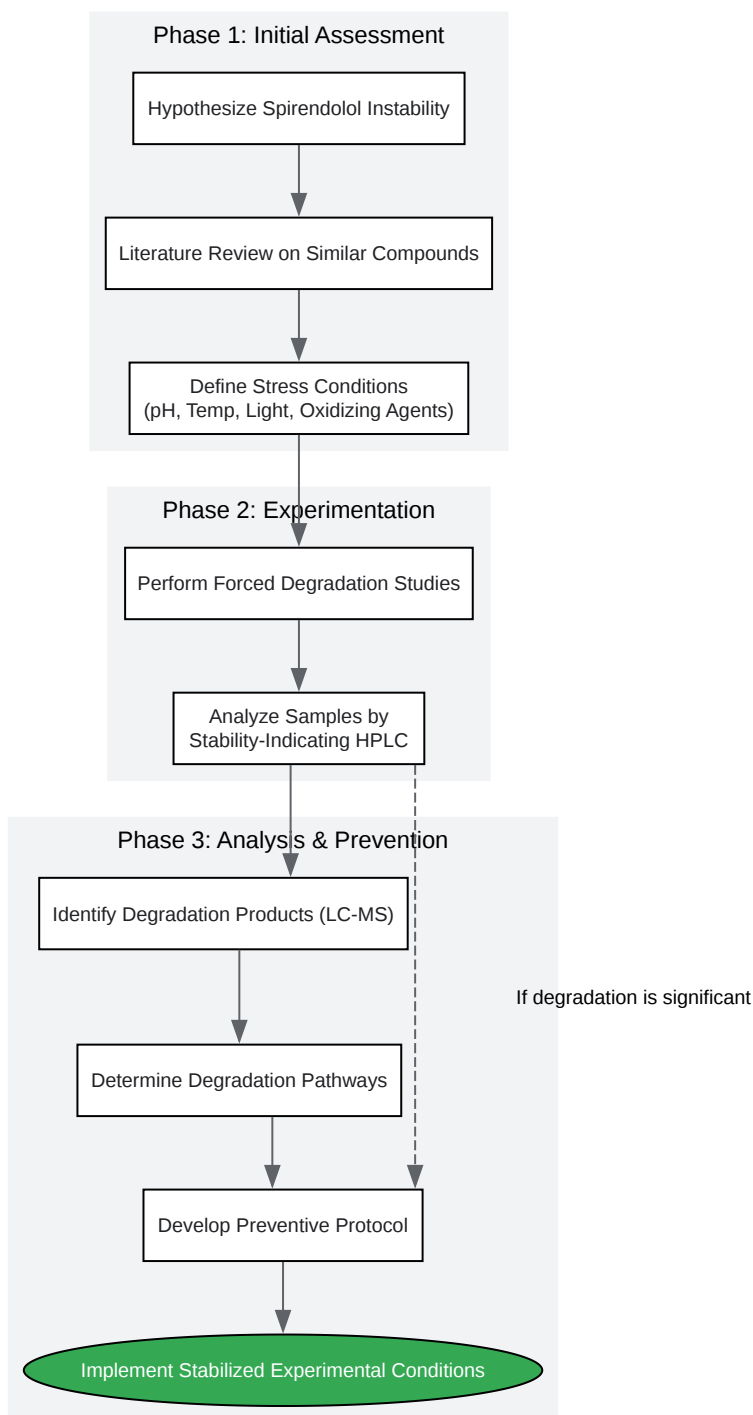 Phase 1: Initial Assessment
Hypothesize Spirendolol Instability
Literature Review on Similar Compounds
Define Stress Conditions
(pH, Temp, Light, Oxidizing Agents)
Phase 2: Experimentation
Perform Forced Degradation Studies
Analyze Samples by
Stability-Indicating HPLC
Phase 3: Analysis & Prevention
Identify Degradation Products (LC-MS)
If degradation is significant
Determine Degradation Pathways
Develop Preventive Protocol
Implement Stabilized Experimental Conditions